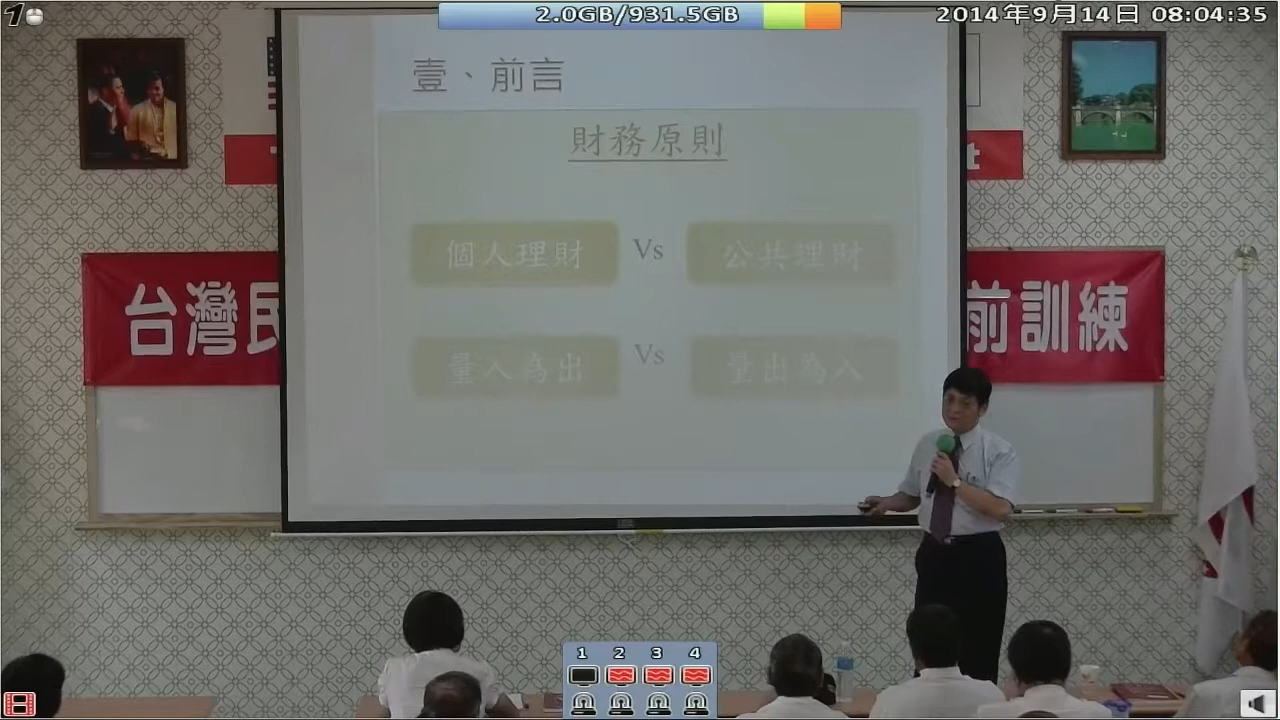 1
2.0GB/931.5GB
2014年9月14日 08:04:35
壹、前言
財務原則
個人理財 Vs 公共理財
量入為出 Vs 量出為入
台灣民
前訓練
1 2 3 4